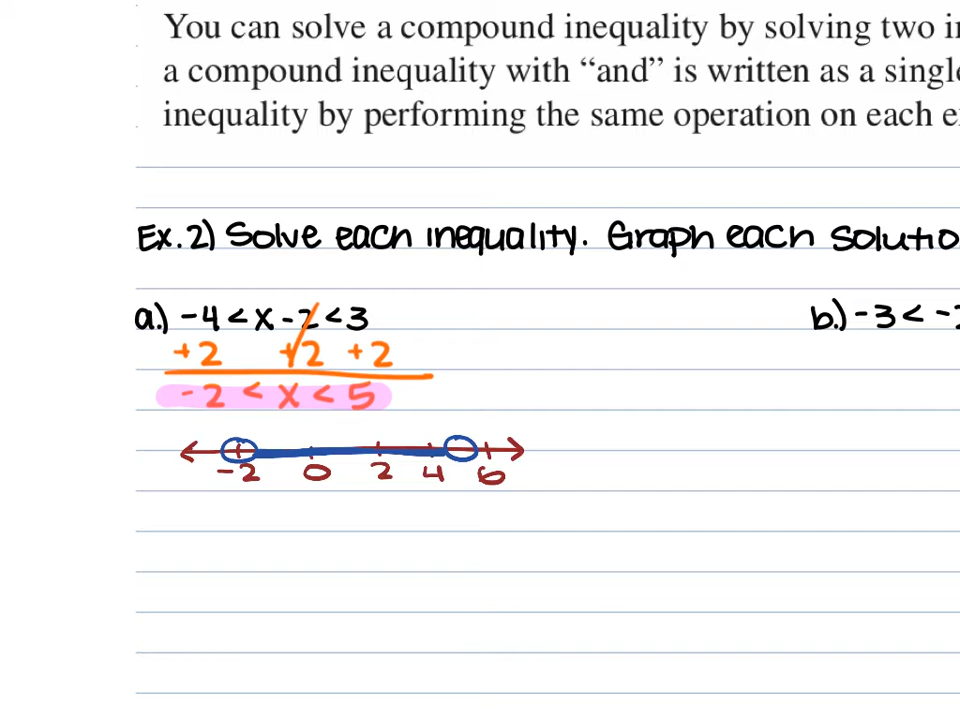 You can solve a compound inequality by solving two
a compound inequality with “and” is written as a
inequality by performing the same operation on each
Ex.2) Solve each inequality. Graph each
a.) -4 < x - 2 < 3
b.) -3 <
+2 +2 +2
-2 < x < 5
-2 0 2 4 6